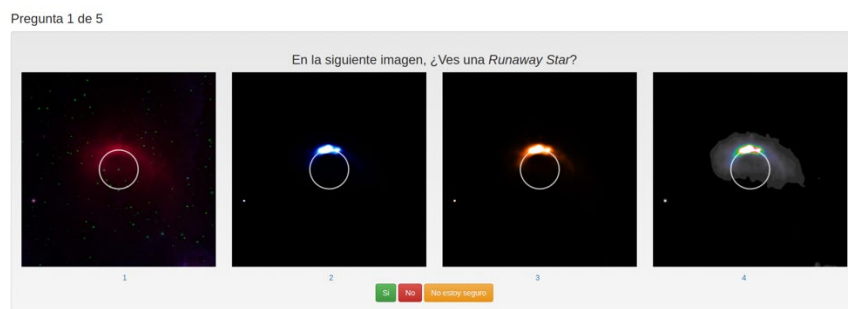 Pregunta 1 de 5
En la siguiente imagen, ¿Ves una Runaway Star?
1 2 3 4
Sí No No estoy seguro